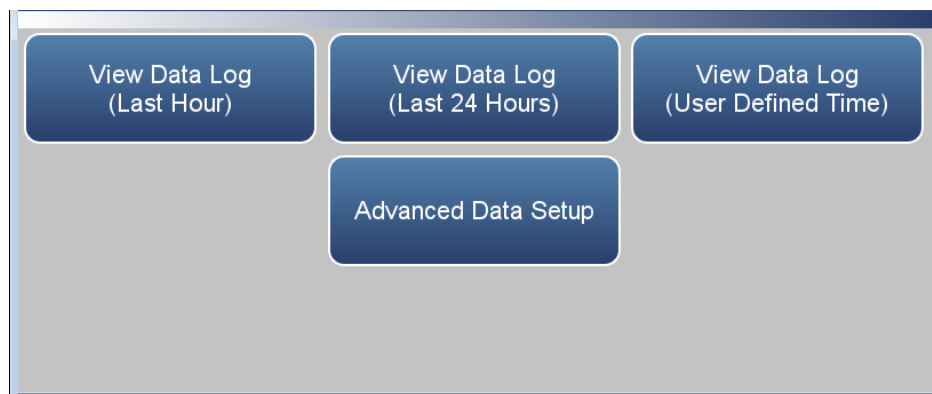 View Data Log
(Last Hour)
View Data Log
(Last 24 Hours)
View Data Log
(User Defined Time)
Advanced Data Setup